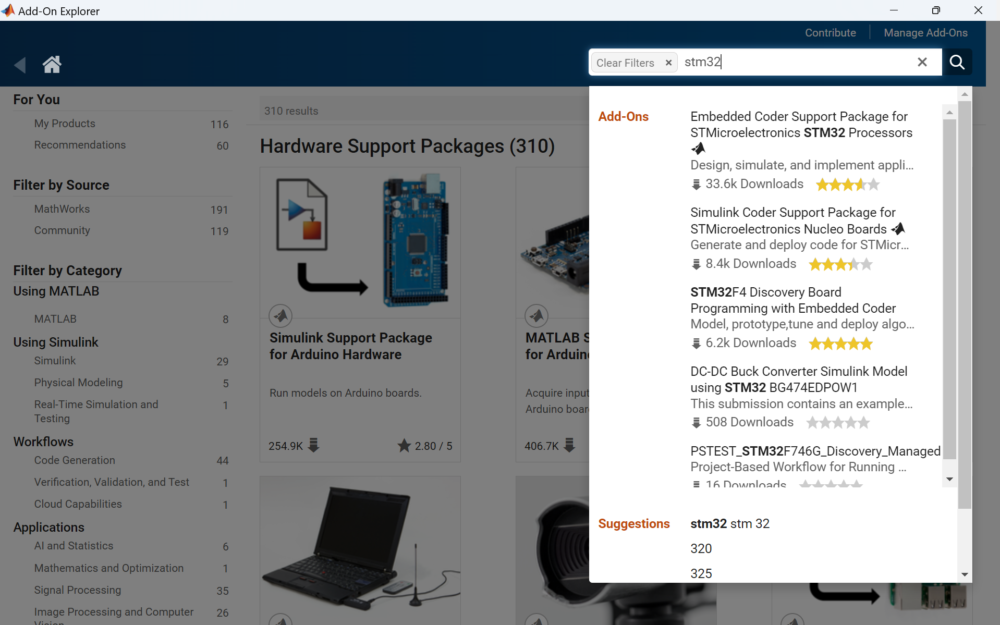 Add-On Explorer
Contribute
Manage Add-Ons
Clear Filters × stm32
For You
My Products 116
Recommendations 60
Filter by Source
MathWorks 191
Community 119
Filter by Category
Using MATLAB
MATLAB 8
Using Simulink
Simulink 29
Physical Modeling 5
Real-Time Simulation and 1
Testing
Workflows
Code Generation 44
Verification, Validation, and Test 1
Cloud Capabilities 1
Applications
AI and Statistics 6
Mathematics and Optimization 1
Signal Processing 35
Image Processing and Computer 26
Vision
310 results
Hardware Support Packages (310)
Simulink Support Package
for Arduino Hardware
Run models on Arduino boards.
254.9K 2.80 / 5
MATLAB S
for Arduin
Acquire input
Arduino boar
406.7K
Add-Ons
Embedded Coder Support Package for
STMicroelectronics STM32 Processors
Design, simulate, and implement appli...
33.6k Downloads
Simulink Coder Support Package for
STMicroelectronics Nucleo Boards
Generate and deploy code for STMicr...
8.4k Downloads
STM32F4 Discovery Board
Programming with Embedded Coder
Model, prototype,tune and deploy algo...
6.2k Downloads
DC-DC Buck Converter Simulink Model
using STM32 BG474EDPOW1
This submission contains an example...
508 Downloads
PSTEST_STM32F746G_Discovery_Managed
Project-Based Workflow for Running ...
16 Downloads
Suggestions
stm32 stm 32
320
325